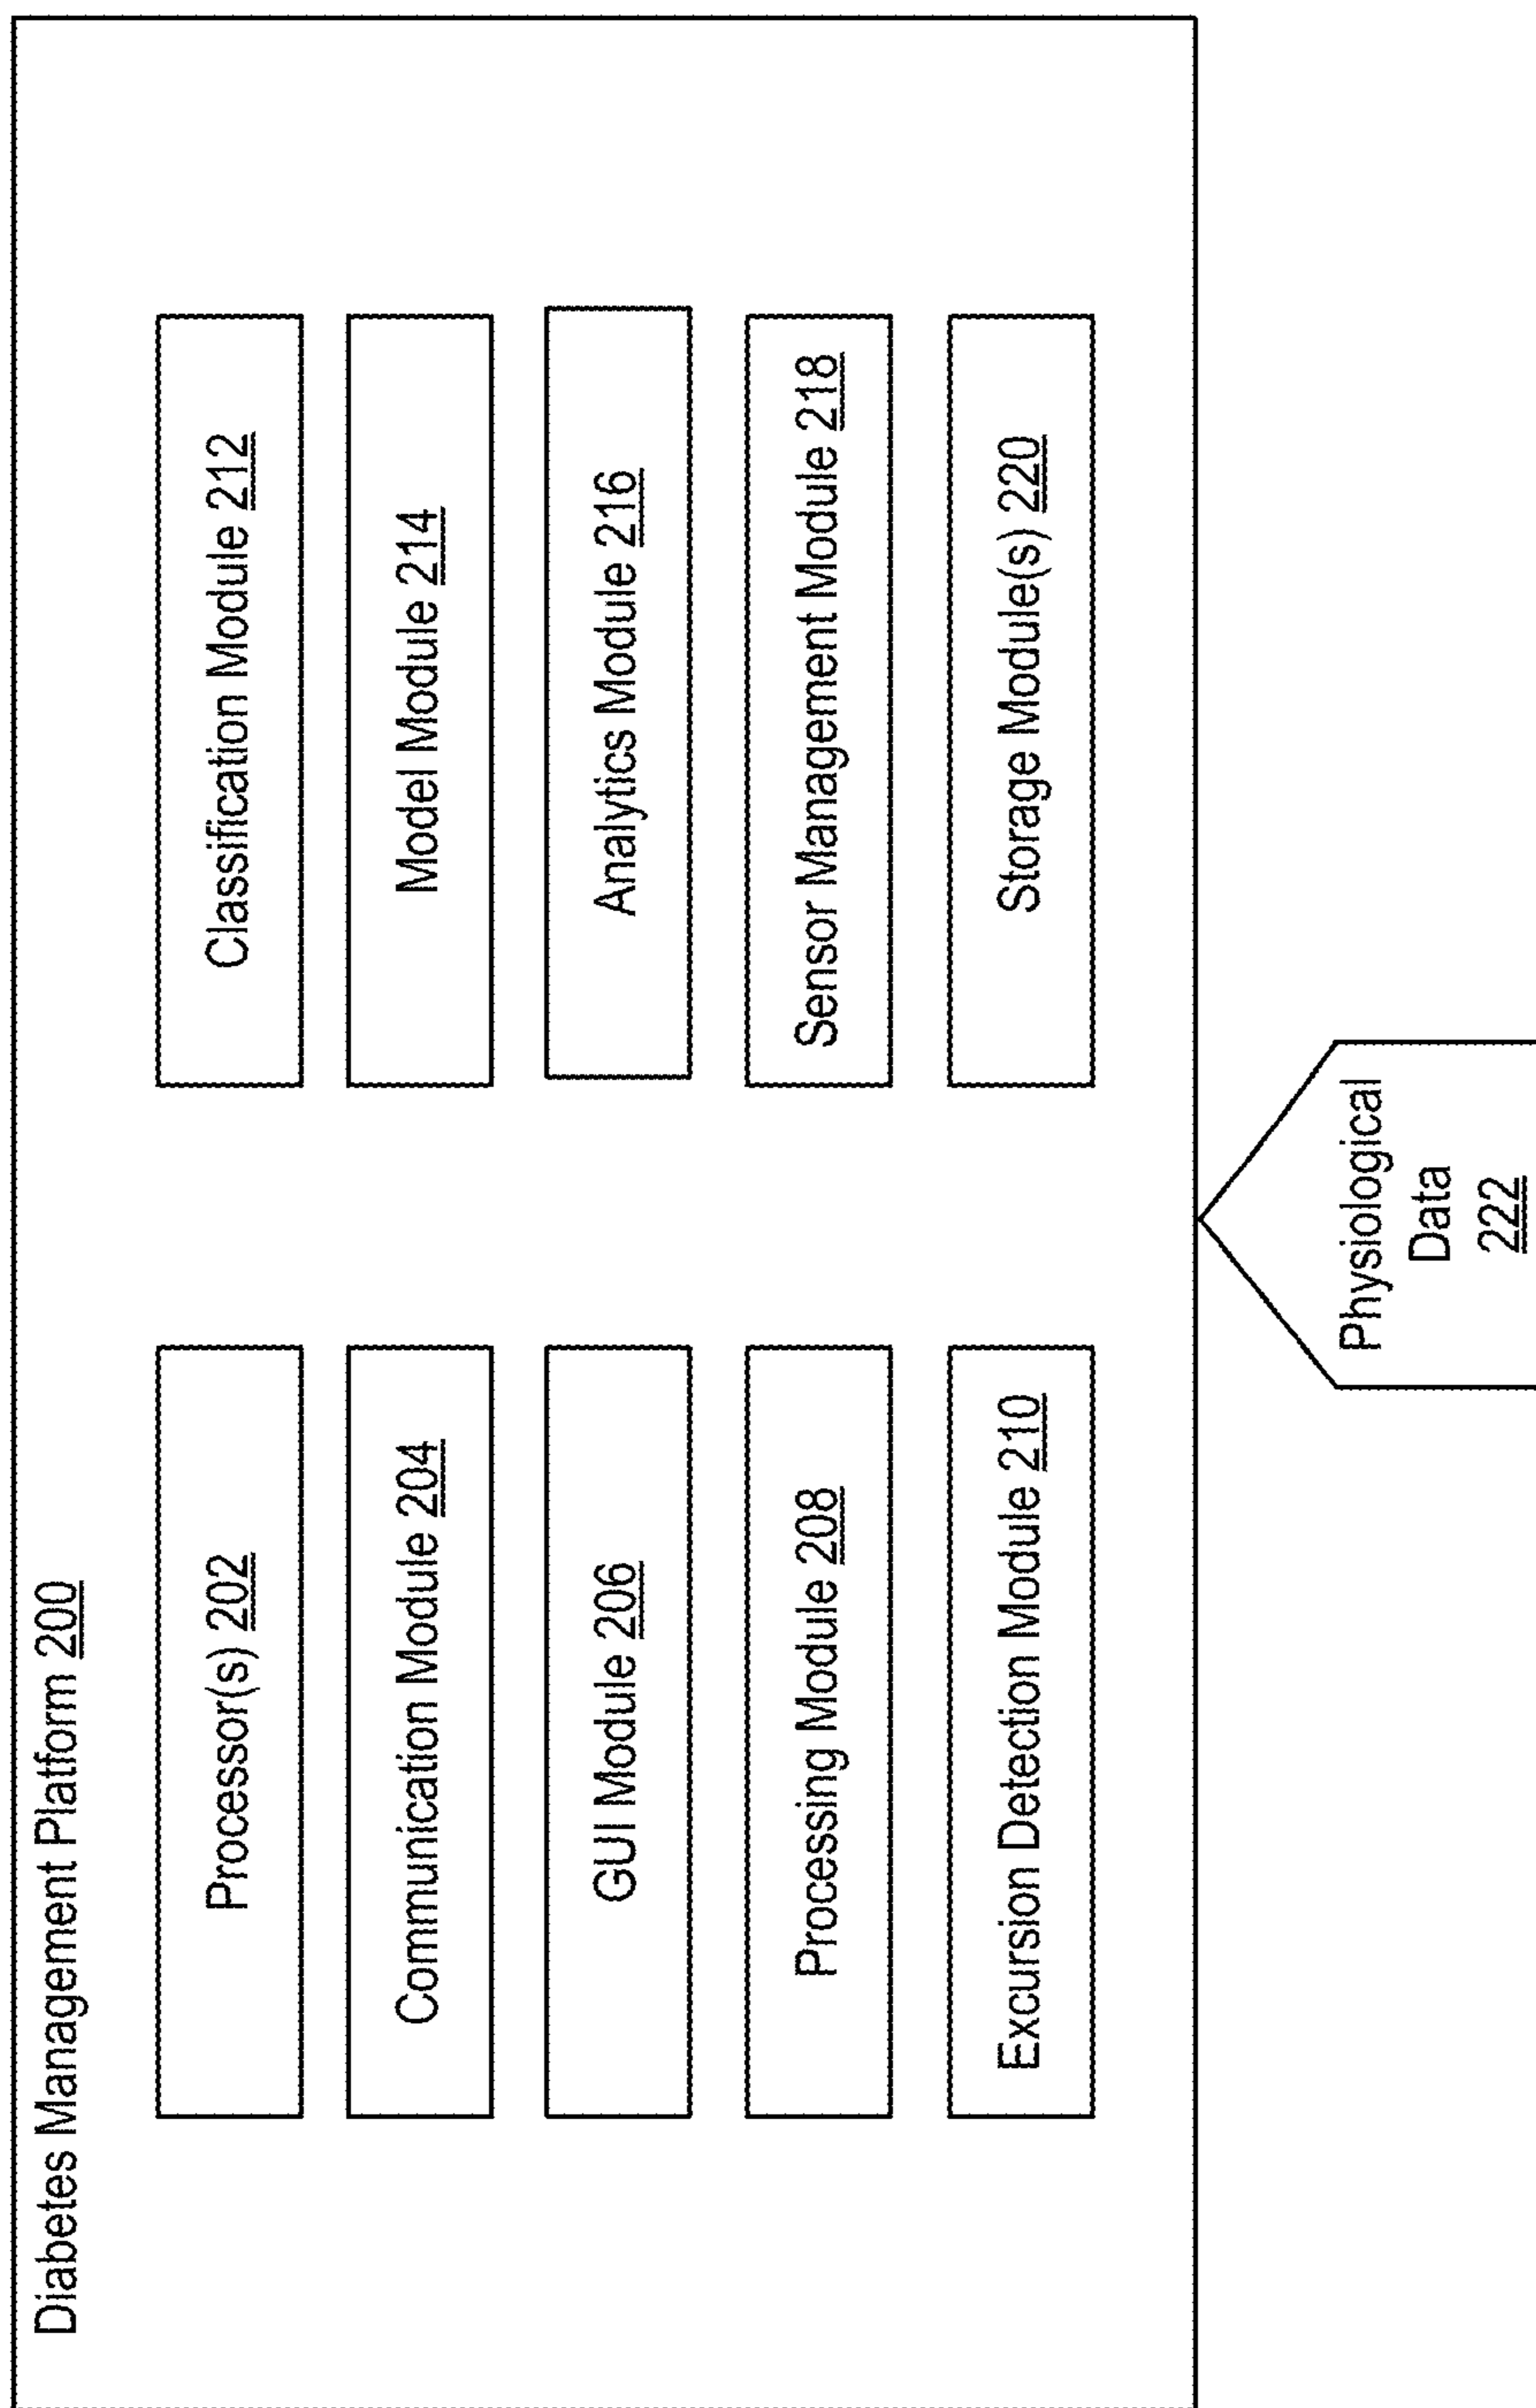 Diabetes Management Platform 200
Processor(s) 202
Communication Module 204
GUI Module 206
Processing Module 208
Excursion Detection Module 210
Classification Module 212
Model Module 214
Analytics Module 216
Sensor Management Module 218
Storage Module(s) 220
Physiological
Data
222